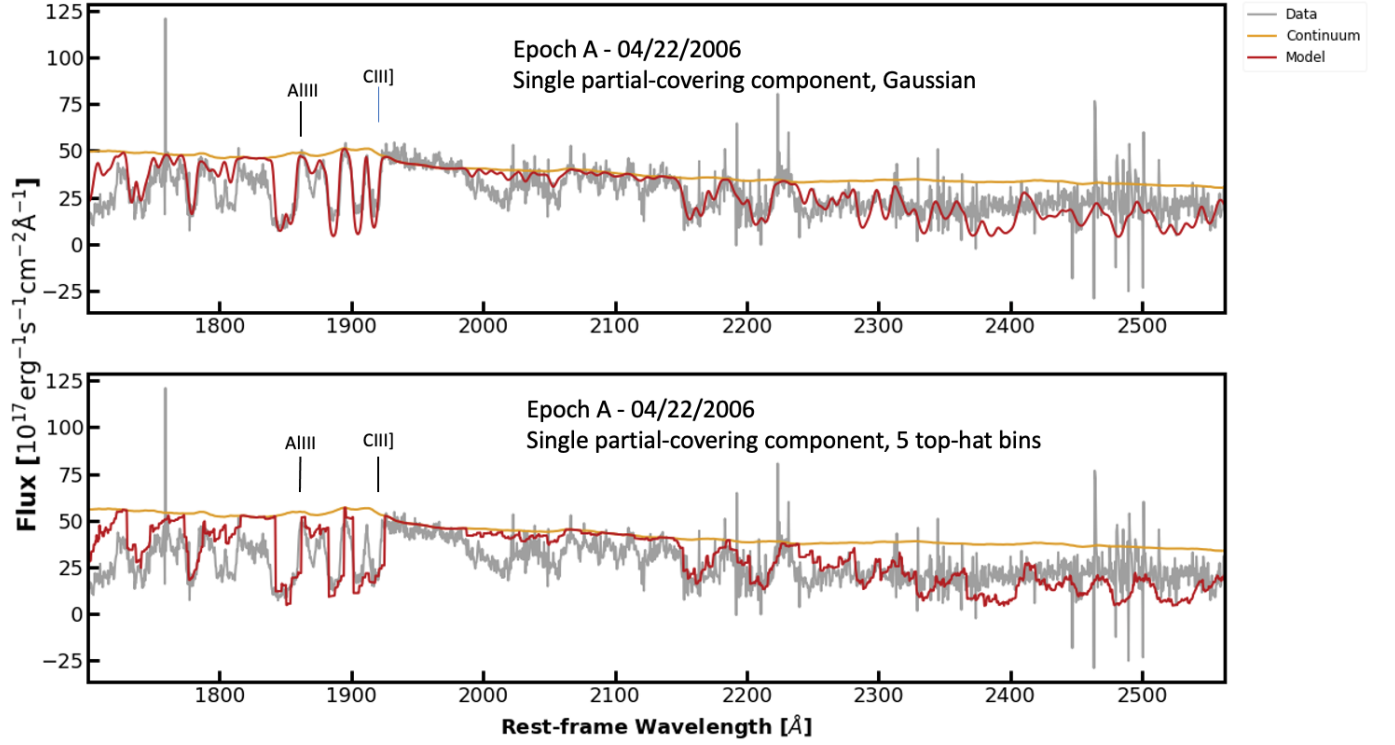 125
100
75
50
25
0
−25
Epoch A - 04/22/2006
Single partial-covering component, Gaussian
AlIII
CIII]
Data
Continuum
Model
1800 1900 2000 2100 2200 2300 2400 2500
Flux [10¹⁷erg⁻¹s⁻¹cm⁻²Å⁻¹]
125
100
75
50
25
0
−25
Epoch A - 04/22/2006
Single partial-covering component, 5 top-hat bins
AlIII
CIII]
1800 1900 2000 2100 2200 2300 2400 2500
Rest-frame Wavelength [Å]